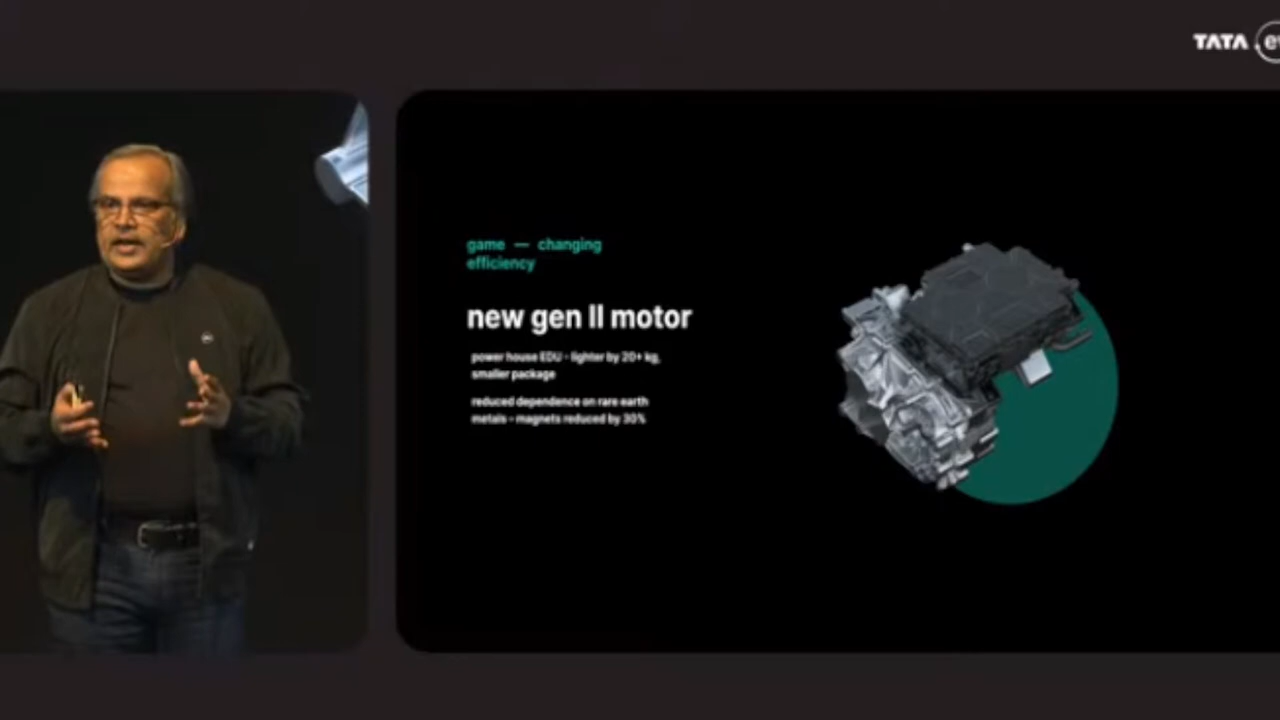 TATA .ev
game — changing
efficiency
new gen II motor
power house EDU - lighter by 20+ kg,
smaller package
reduced dependence on rare earth
metals - magnets reduced by 30%